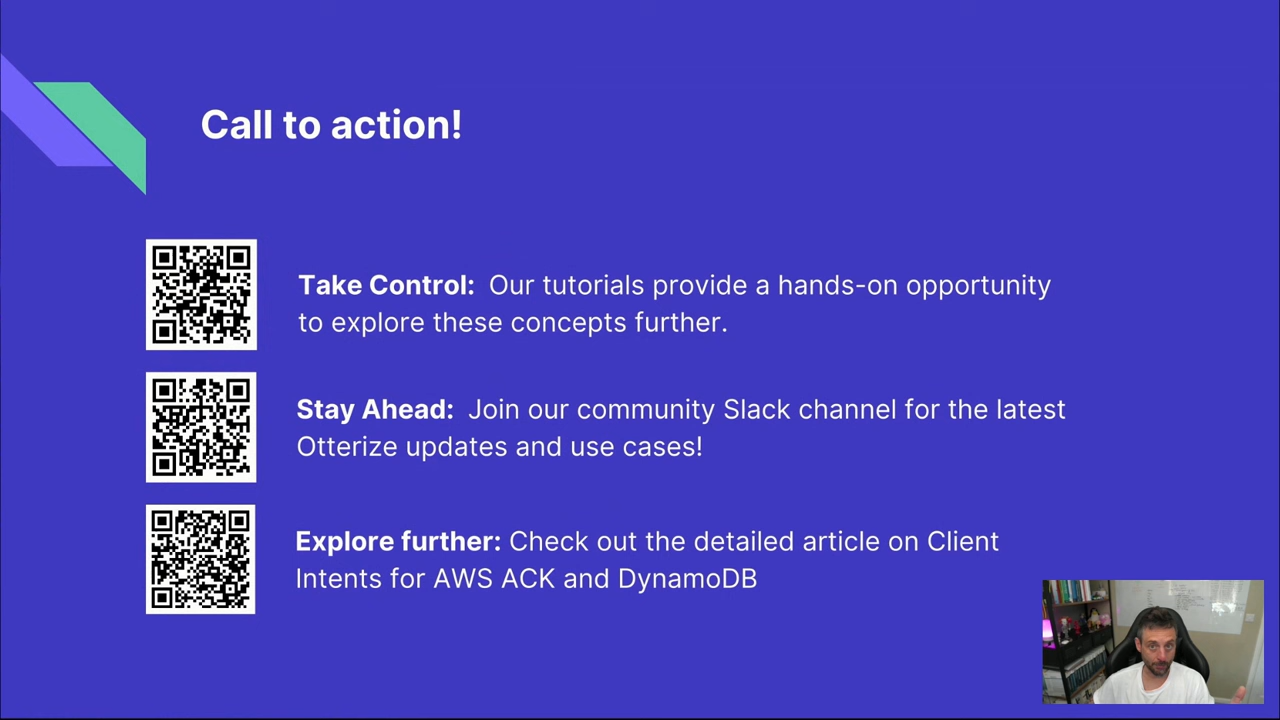 Call to action!
Take Control: Our tutorials provide a hands-on opportunity
to explore these concepts further.
Stay Ahead: Join our community Slack channel for the latest
Otterize updates and use cases!
Explore further: Check out the detailed article on Client
Intents for AWS ACK and DynamoDB